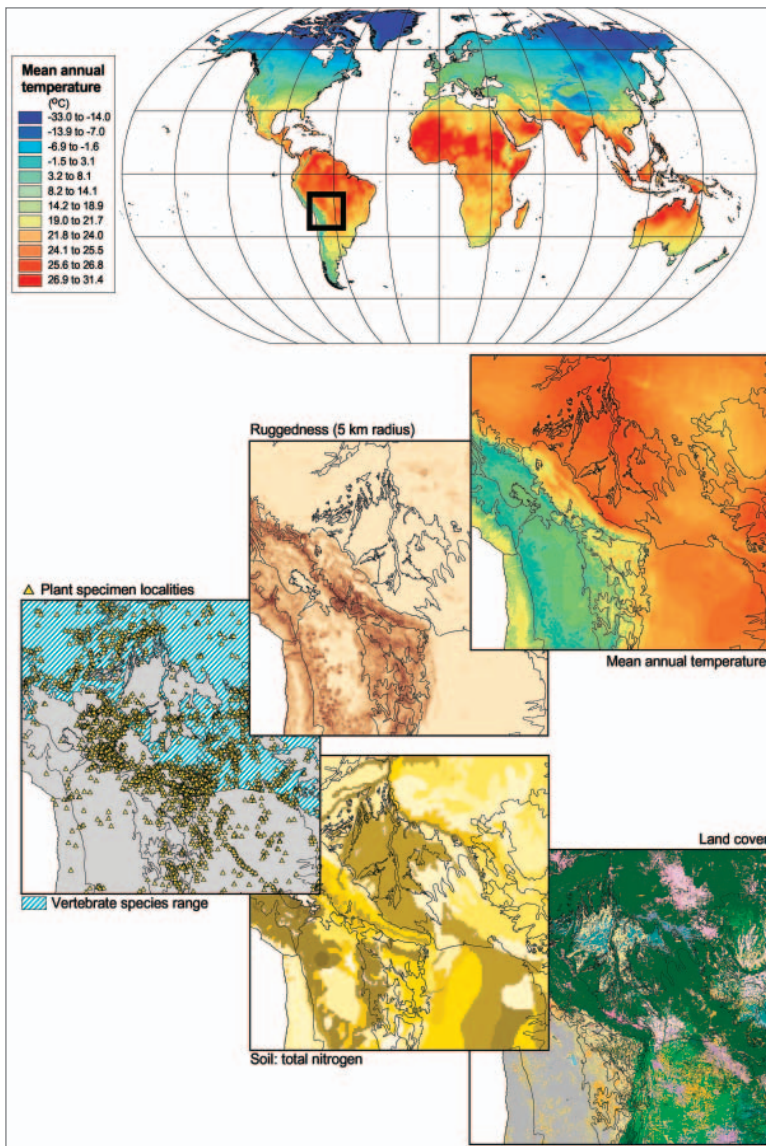 Mean annual
temperature
(°C)
-33.0 to -14.0
-13.9 to -7.0
-6.9 to -1.6
-1.5 to 3.1
3.2 to 8.1
8.2 to 14.1
14.2 to 18.9
19.0 to 21.7
21.8 to 24.0
24.1 to 25.5
25.6 to 26.8
26.9 to 31.4
Ruggedness (5 km radius)
Mean annual temperature
Plant specimen localities
Vertebrate species range
Soil: total nitrogen
Land cover